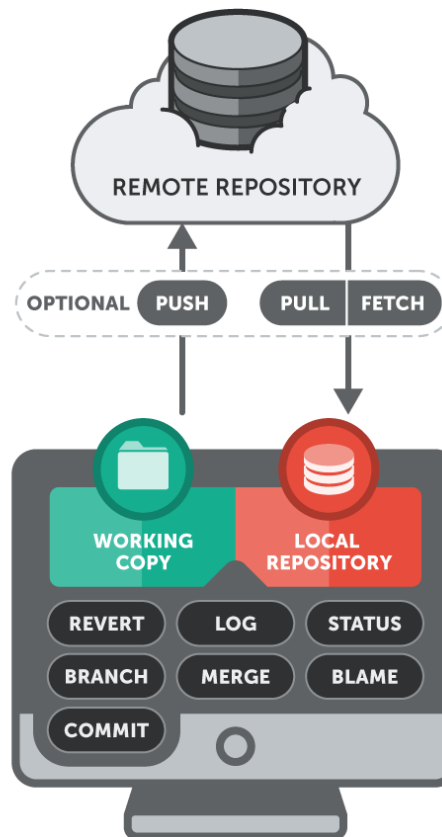 REMOTE REPOSITORY
OPTIONAL PUSH PULL FETCH
WORKING COPY
LOCAL REPOSITORY
REVERT LOG STATUS
BRANCH MERGE BLAME
COMMIT